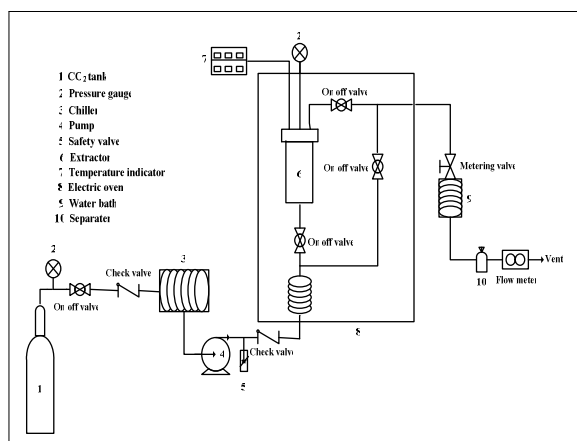 2
7
1 CO2 tank
2 Pressure gauge
3 Chiller
4 Pump
5 Safety valve
6 Extractor
7 Temperature indicator
8 Electric oven
9 Water bath
10 Separater
On off valve
On off valve
6
Metering valve
9
On off valve
2
3
Check valve
On off valve
Vent
10
Flow meter
8
4
Check valve
5
1